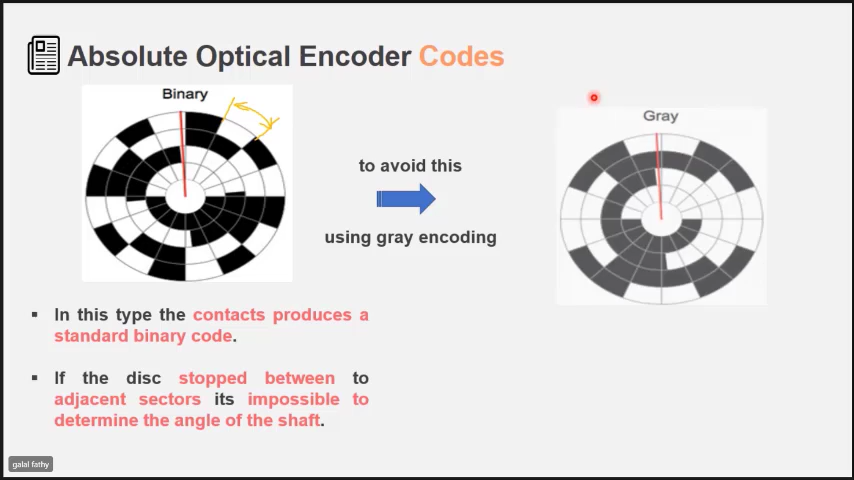 Absolute Optical Encoder Codes
Binary
Gray
to avoid this
using gray encoding
▪ In this type the contacts produces a
standard binary code.
▪ If the disc stopped between to
adjacent sectors its impossible to
determine the angle of the shaft.
galal fathy